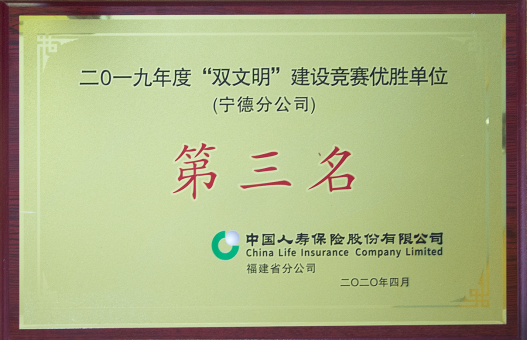 二〇一九年度“双文明”建设竞赛优胜单位
(宁德分公司)
第三名
中国人寿保险股份有限公司
China Life Insurance Company Limited
福建省分公司
二〇二〇年四月